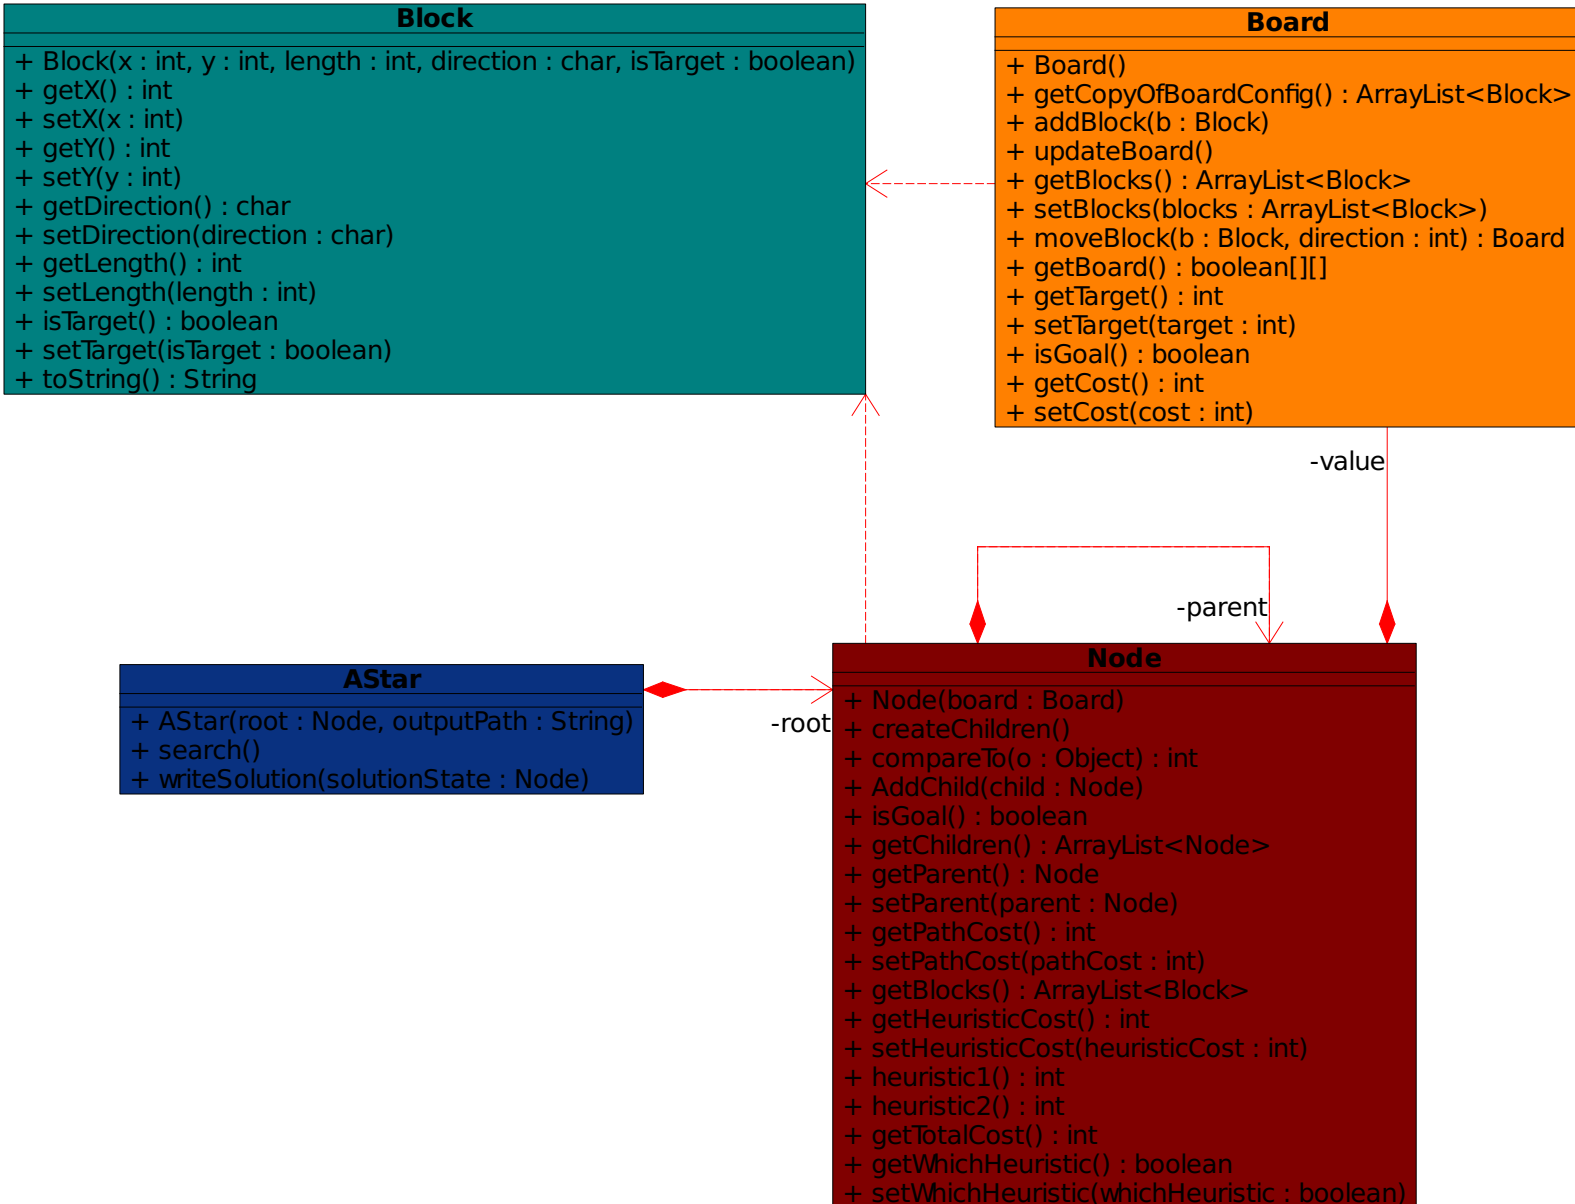 Block
+ Block(x : int, y : int, length : int, direction : char, isTarget : boolean)
+ getX() : int
+ setX(x : int)
+ getY() : int
+ setY(y : int)
+ getDirection() : char
+ setDirection(direction : char)
+ getLength() : int
+ setLength(length : int)
+ isTarget() : boolean
+ setTarget(isTarget : boolean)
+ toString() : String
Board
+ Board()
+ getCopyOfBoardConfig() : ArrayList<Block>
+ addBlock(b : Block)
+ updateBoard()
+ getBlocks() : ArrayList<Block>
+ setBlocks(blocks : ArrayList<Block>)
+ moveBlock(b : Block, direction : int) : Board
+ getBoard() : boolean[][]
+ getTarget() : int
+ setTarget(target : int)
+ isGoal() : boolean
+ getCost() : int
+ setCost(cost : int)
-value
-parent
AStar
+ AStar(root : Node, outputPath : String)
+ search()
+ writeSolution(solutionState : Node)
-root
Node
+ Node(board : Board)
+ createChildren()
+ compareTo(o : Object) : int
+ AddChild(child : Node)
+ isGoal() : boolean
+ getChildren() : ArrayList<Node>
+ getParent() : Node
+ setParent(parent : Node)
+ getPathCost() : int
+ setPathCost(pathCost : int)
+ getBlocks() : ArrayList<Block>
+ getHeuristicCost() : int
+ setHeuristicCost(heuristicCost : int)
+ heuristic1() : int
+ heuristic2() : int
+ getTotalCost() : int
+ getWhichHeuristic() : boolean
+ setWhichHeuristic(whichHeuristic : boolean)